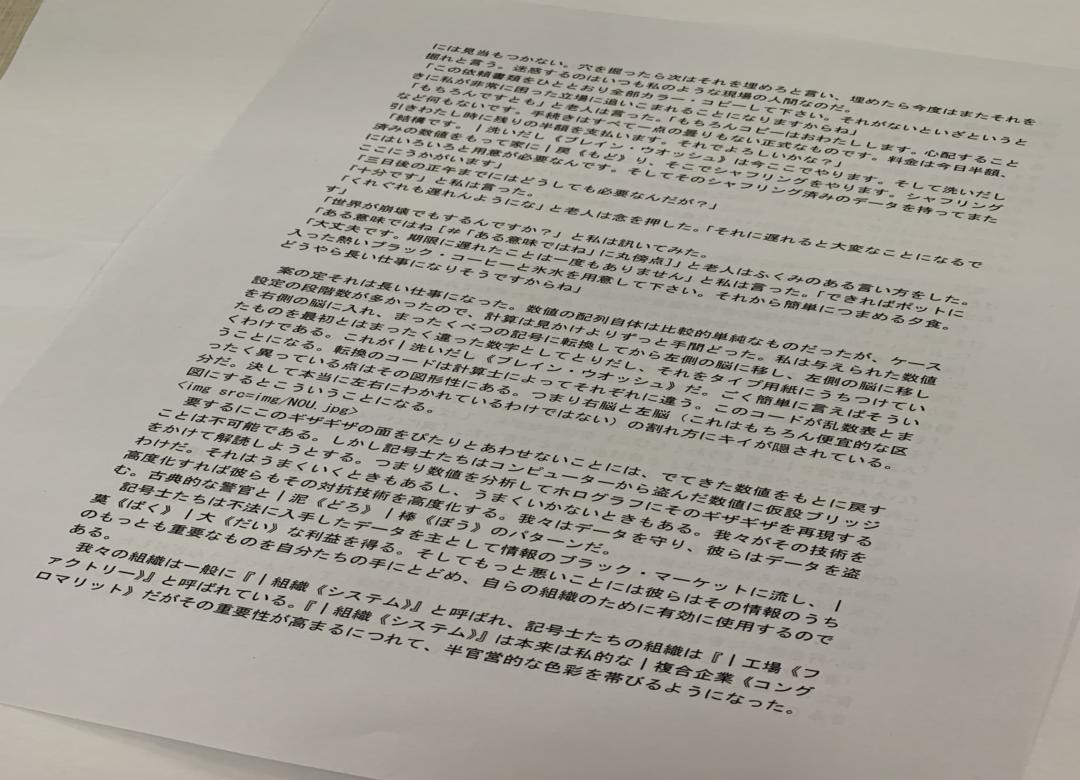 には見当もつかない。穴を掘ったら次はそれを埋めろと言い、埋めたら今度はまたそれを
掘れと言う。迷惑するのはいつも私のような現場の人間なのだ。
「この依頼書類をひととおり全部カラー・コピーして下さい。それがないといざというと
きに私が非常に困った立場に追いこまれることになりますからね」
「もちろんですとも」と老人は言った。「もちろんコピーはおわたしします。心配すること
など何もないです。手続きはすべて一点の曇りもない正式なものです。料金は今日半額、
引きわたし時に残りの半額を支払います。それでよろしいかな?」
「結構です。|洗いだし《ブレイン・ウオッシュ》は今ここでやります。そして洗いだし
済みの数値をもって家に|戻《もど》り、そこでシャフリングをやります。シャフリング
にはいろいろと用意が必要なんです。そしてそのシャフリング済みのデータを持ってまた
ここにうかがいます」
「三日後の正午までにはどうしても必要なんだが?」
「十分です」と私は言った。
「くれぐれも遅れんようにな」と老人は念を押した。「それに遅れると大変なことになるで
す」
「世界が崩壊でもするんですか?」と私は訊いてみた。
「ある意味ではね[#「ある意味ではね」に丸傍点]」と老人はふくみのある言い方をした。
「大丈夫です。期限に遅れたことは一度もありません」と私は言った。「できればポットに
入った熱いブラック・コーヒーと氷水を用意して下さい。それから簡単につまめる夕食。
どうやら長い仕事になりそうですからね」
案の定それは長い仕事になった。数値の配列自体は比較的単純なものだったが、ケース
設定の段階数が多かったので、計算は見かけよりずっと手間どった。私は与えられた数値
を右側の脳に入れ、まったくべつの記号に転換してから左側の脳に移し、左側の脳に移し
たものを最初とはまったく違った数字としてとりだし、それをタイプ用紙にうちつけてい
くわけである。これが|洗いだし《ブレイン・ウオッシュ》だ。ごく簡単に言えばそういう
ことになる。転換のコードは計算士によってそれぞれに違う。このコードが乱数表とま
ったく異っている点はその図形性にある。つまり右脳と左脳(これはもちろん便宜的な区
分だ。決して本当に左右にわかれているわけではない)の割れ方にキイが隠されている。
図にするとこういうことになる。
<img src=img/NOU.jpg>
要するにこのギザギザの面をぴたりとあわせないことには、でてきた数値をもとに戻す
ことは不可能である。しかし記号士たちはコンピューターから盗んだ数値に仮設ブリッジ
をかけて解読しようとする。つまり数値を分析してホログラフにそのギザギザを再現する
わけだ。それはうまくいくときもあるし、うまくいかないときもある。我々がその技術を
高度化すれば彼らもその対抗技術を高度化する。我々はデータを守り、彼らはデータを盗
む。古典的な警官と|泥《どろ》|棒《ぼう》のパターンだ。
記号士たちは不法に入手したデータを主として情報のブラック・マーケットに流し、|
莫《ばく》|大《だい》な利益を得る。そしてもっと悪いことには彼らはその情報のうち
のもっとも重要なものを自分たちの手にとどめ、自らの組織のために有効に使用するので
ある。
我々の組織は一般に『|組織《システム》』と呼ばれ、記号士たちの組織は『|工場《フ
ァクトリー》』と呼ばれている。『|組織《システム》』は本来は私的な|複合企業《コング
ロマリット》だがその重要性が高まるにつれて、半官営的な色彩を帯びるようになった。